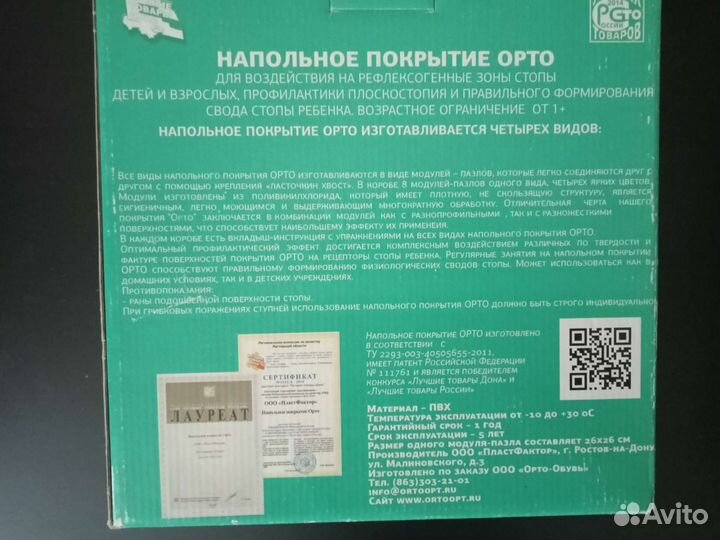 ТОВАРЫ
2014
РОССИИ
ТОВАРОВ
НАПОЛЬНОЕ ПОКРЫТИЕ ОРТО
ДЛЯ ВОЗДЕЙСТВИЯ НА РЕФЛЕКСОГЕННЫЕ ЗОНЫ СТОПЫ
ДЕТЕЙ И ВЗРОСЛЫХ, ПРОФИЛАКТИКИ ПЛОСКОСТОПИЯ И ПРАВИЛЬНОГО ФОРМИРОВАНИЯ
СВОДА СТОПЫ РЕБЕНКА. ВОЗРАСТНОЕ ОГРАНИЧЕНИЕ ОТ 1+
НАПОЛЬНОЕ ПОКРЫТИЕ ОРТО ИЗГОТАВЛИВАЕТСЯ ЧЕТЫРЕХ ВИДОВ:
Все виды напольного покрытия ОРТО изготавливаются в виде модулей – пазлов, которые легко соединяются друг с
другом с помощью крепления «ласточкин хвост». В коробе 8 модулей-пазлов одного вида, четырех ярких цветов.
Модули изготовлены из поливинилхлорида, который имеет плотную, не скользящую структуру, является
гигиеничным, легко моющимся и выдерживающим многократную обработку. Отличительная черта нашего
покрытия "Орто" заключается в комбинации модулей как с разнопрофильными , так и с разножесткими
поверхностями, что способствует наибольшему эффекту их применеия.
В каждом коробе есть вкладыш-инструкция с упражнениями на всех видах напольного покрытия ОРТО.
Оптимальный профилактический эффект достигается комплексным воздействием различных по твердости и
фактуре поверхностей покрытия ОРТО на рецепторы стопы ребенка. Регулярные занятия на напольном покрытии
ОРТО способствуют правильному формированию физиологических сводов стопы. Может использоваться как в
домашних условиях, так и в детских учреждениях.
Противопоказания:
- раны подошвенной поверхности стопы.
При грибковых поражениях ступней использование напольного покрытия ОРТО должно быть строго индивидуально
Напольное покрытие ОРТО изготовлено
в соответствии с
ТУ 2293-003-40505655-2011,
имеет патент Российской Федерации
№ 111761 и является победителем
конкурса «Лучшие товары Дона» и
«Лучшие товары России»
ЛАУРЕАТ
СЕРТИФИКАТ
ООО «ПластФактор»
Напольное покрытие Орто
Материал – ПВХ
Температура эксплуатации от -10 до +30 оС
Гарантийный срок – 1 год
Срок эксплуатации – 5 лет
Размер одного модуля-пазла составляет 26х26 см
Производитель ООО «ПластФактор», г. Ростов-на-Дону
ул. Малиновского, д.3
Изготовлено по заказу ООО «Орто-Обувь»
Тел. (863)303-21-01
info@ortoopt.ru
Сайт www.ortoopt.ru
Avito